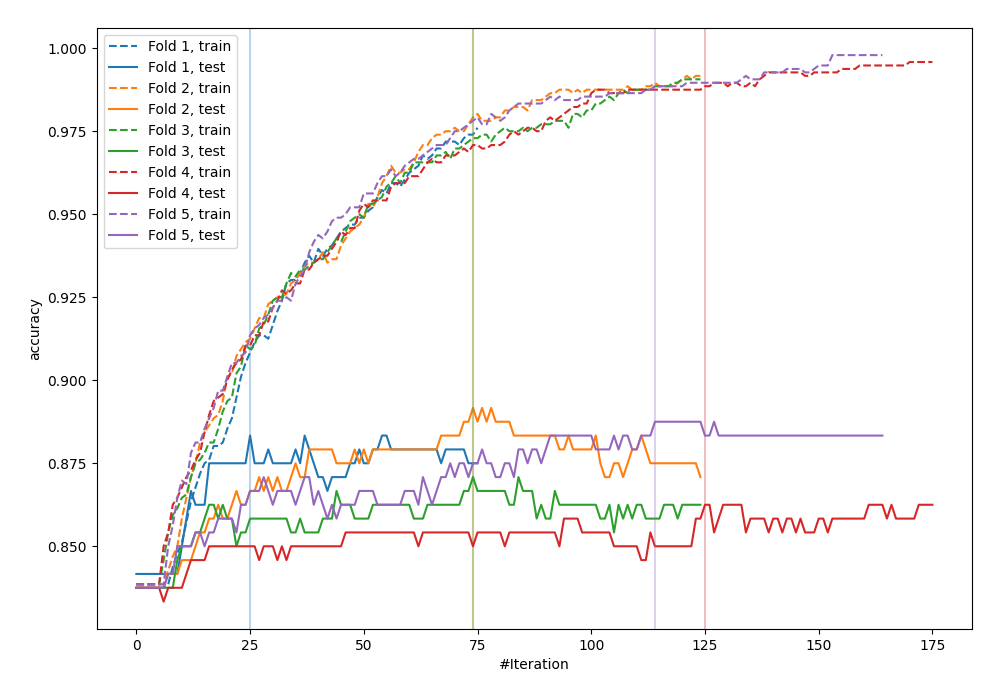 1.000
0.975
0.950
0.925
0.900
0.875
0.850
accuracy
Fold 1, train
Fold 1, test
Fold 2, train
Fold 2, test
Fold 3, train
Fold 3, test
Fold 4, train
Fold 4, test
Fold 5, train
Fold 5, test
0 25 50 75 100 125 150 175
#Iteration